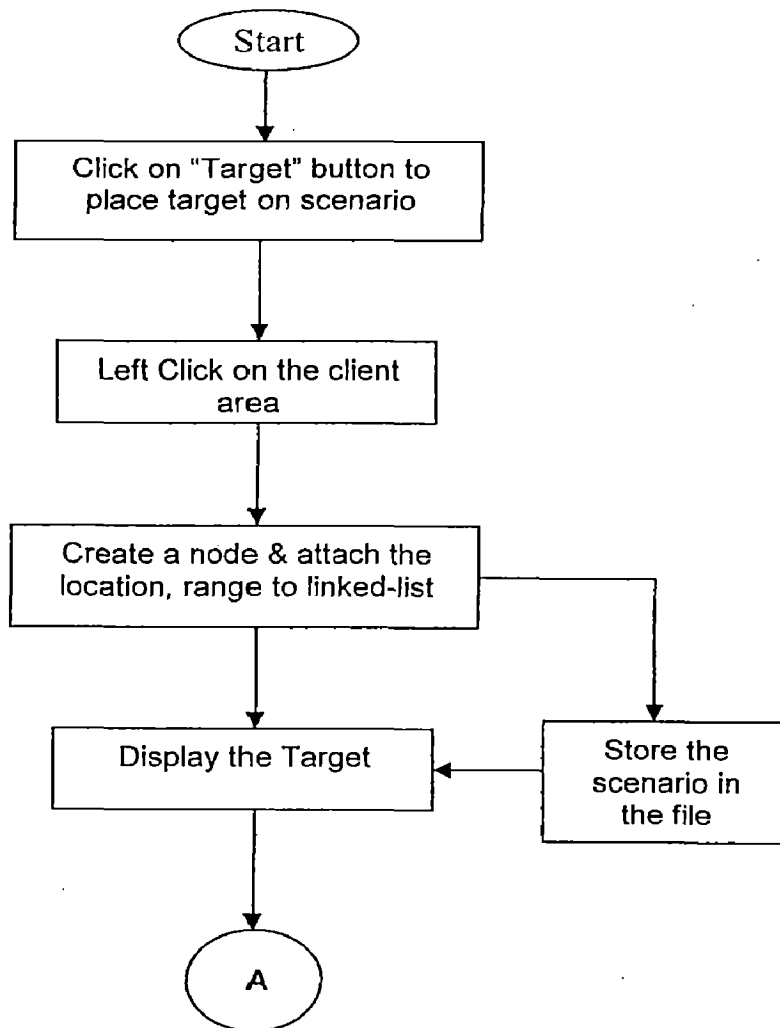 Start
Click on “Target” button to
place target on scenario
Left Click on the client
area
Create a node & attach the
location, range to linked-list
Display the Target
Store the
scenario in
the file
A